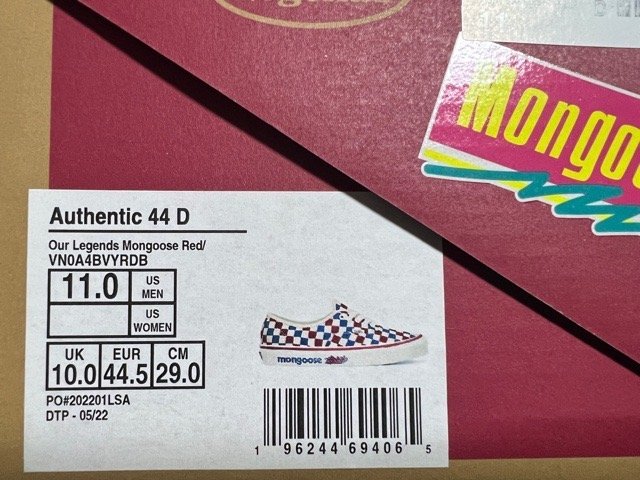 Mongoo
Authentic 44 D
Our Legends Mongoose Red/
VN0A4BVYRDB
11.0 US MEN
US WOMEN
UK EUR CM
10.0 44.5 29.0
PO#202201LSA
DTP - 05/22
mongoose
1 96244 69406 5